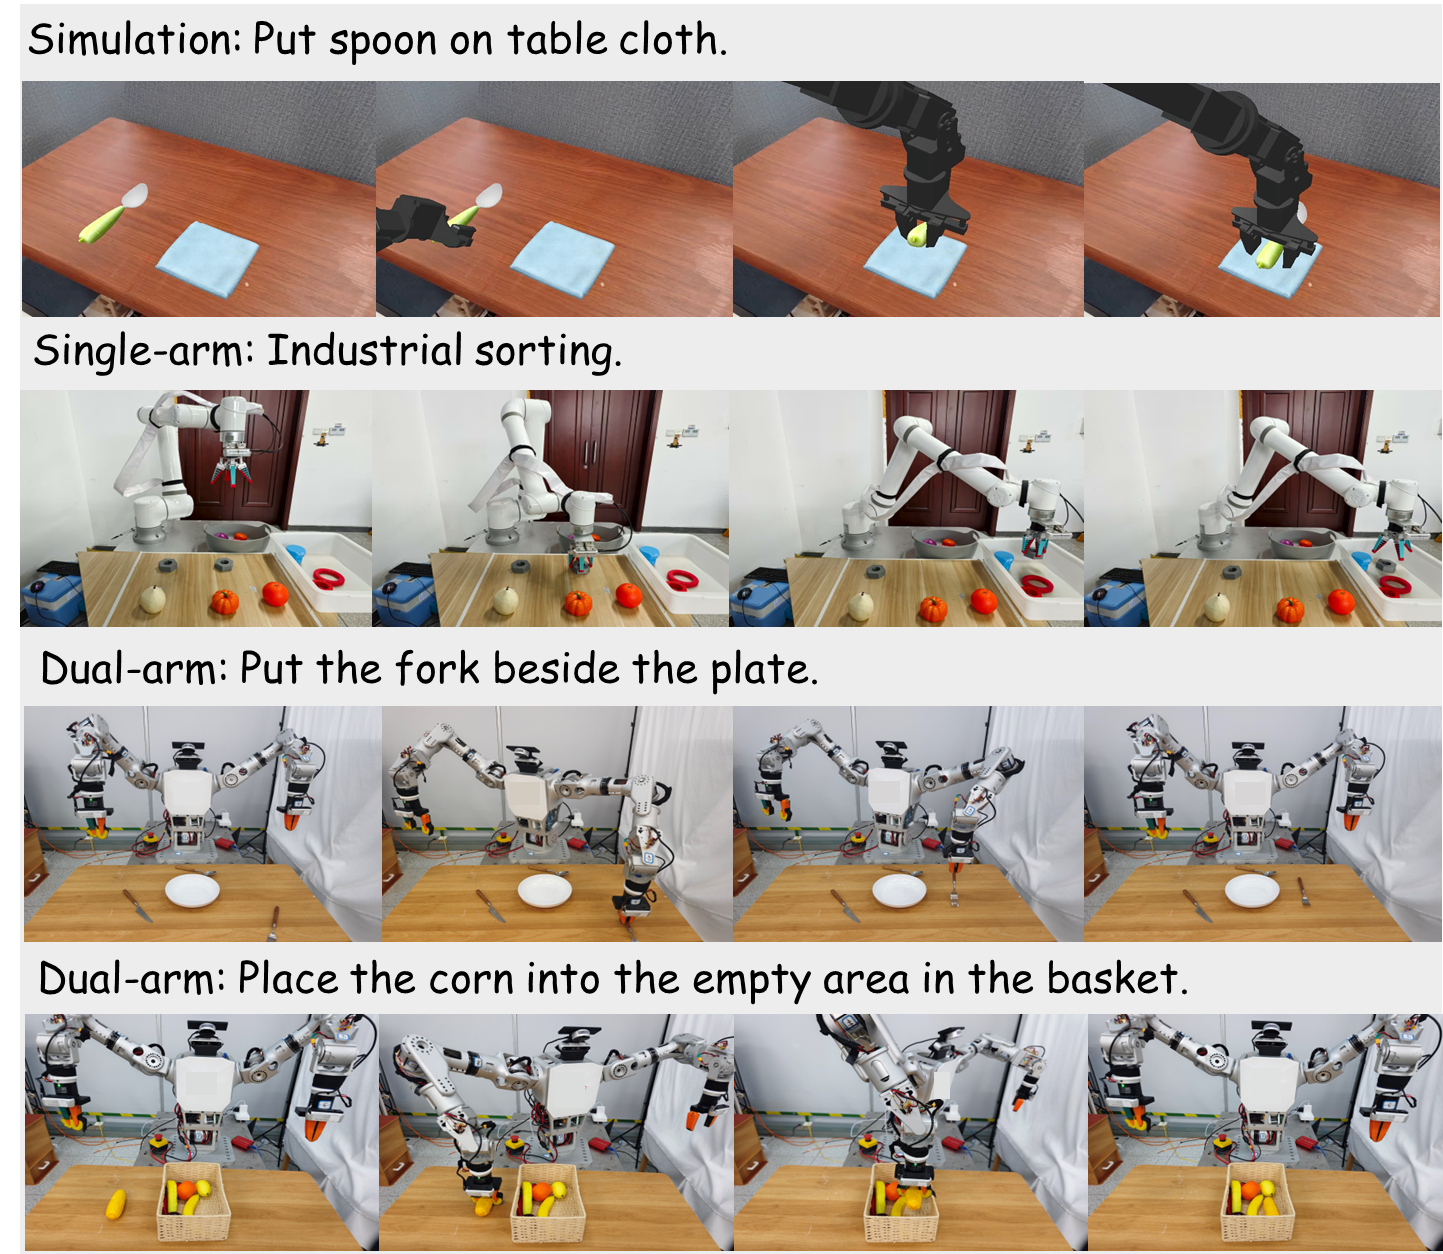 Simulation: Put spoon on table cloth.
Single-arm: Industrial sorting.
Dual-arm: Put the fork beside the plate.
Dual-arm: Place the corn into the empty area in the basket.